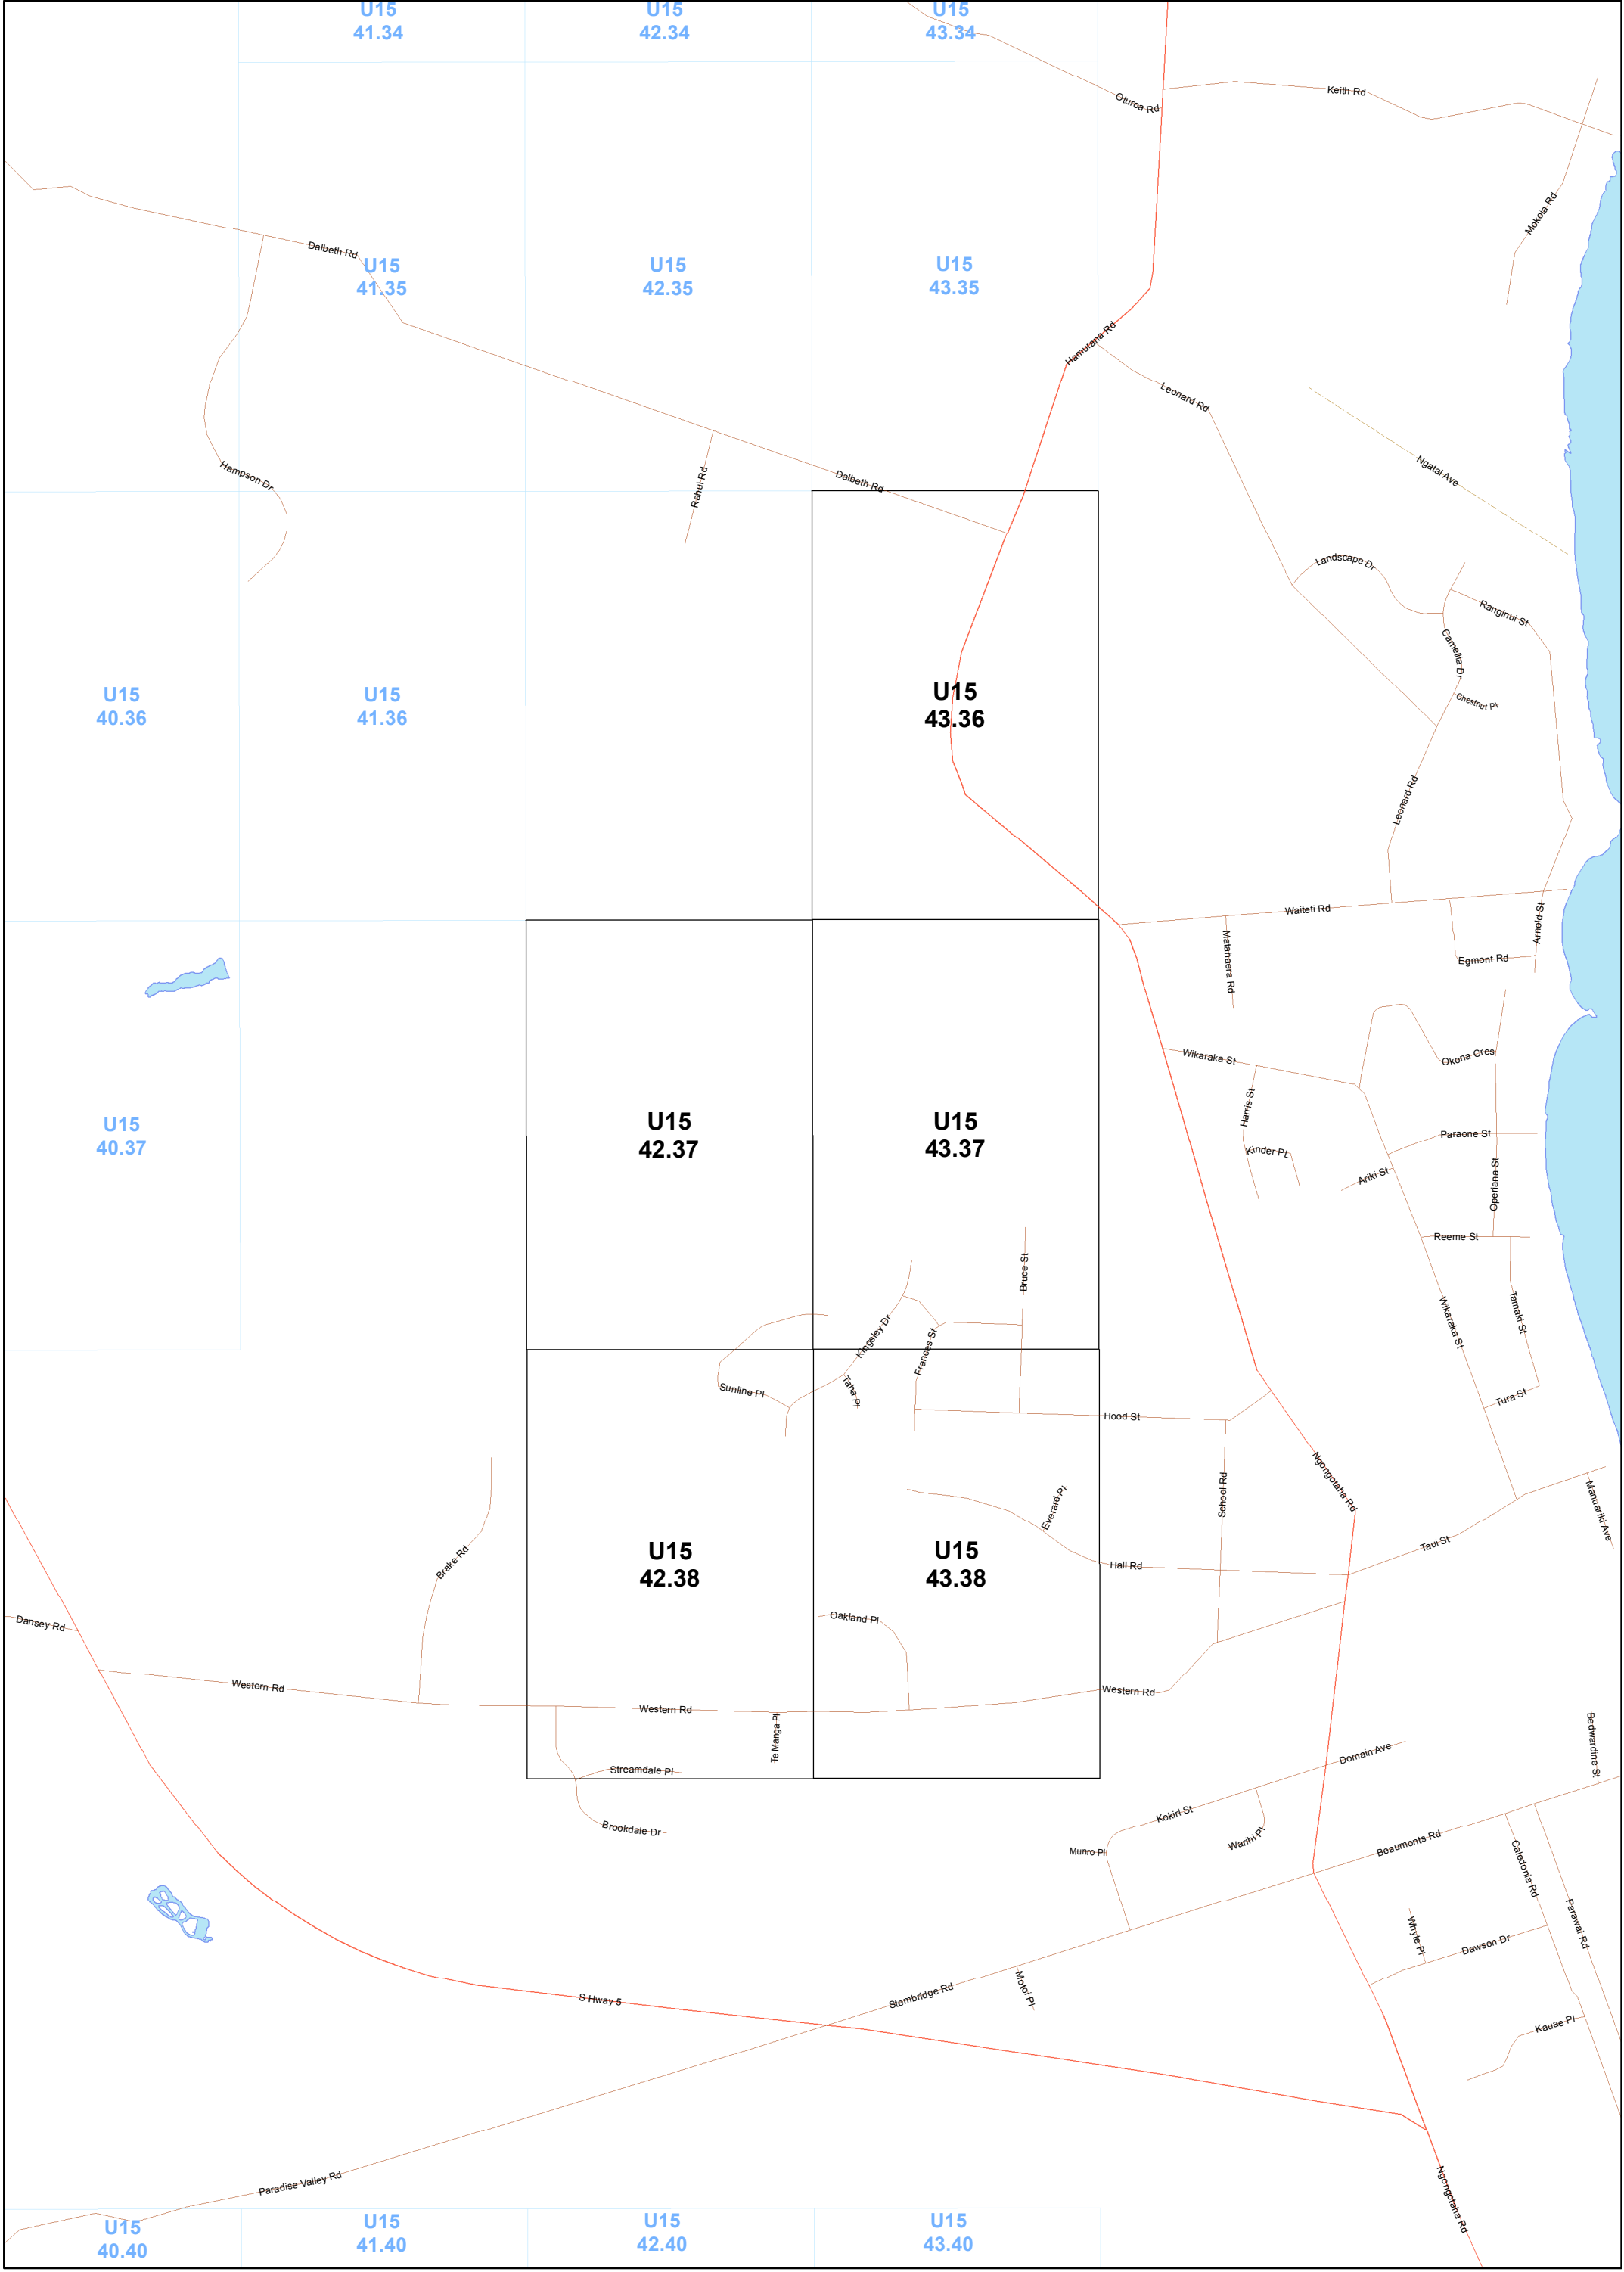 U15
41.34
U15
42.34
U15
43.34
Oturoa Rd
Keith Rd
Mokoia Rd
Dalbeth Rd
U15
41.35
U15
42.35
U15
43.35
Hamurana Rd
Leonard Rd
Hampson Dr
Rahui Rd
Dalbeth Rd
Ngatai Ave
Landscape Dr
Ranginui St
Camellia Dr
Chestnut Pl
U15
40.36
U15
41.36
U15
43.36
Leonard Rd
Waiteti Rd
Matahaera Rd
Arnold St
Egmont Rd
Wikaraka St
Okona Cres
Harris St
Kinder PL
Paraone St
Ariki St
Operiana St
U15
40.37
U15
42.37
U15
43.37
Reeme St
Bruce St
Kingsley Dr
Frances St
Wikaraka St
Tamaki St
Sunline Pl
Taha Pl
Tura St
Hood St
Ngongotaha Rd
School Rd
Everard Pl
Manuariki Ave
Brake Rd
U15
42.38
U15
43.38
Hall Rd
Taui St
Dansey Rd
Oakland Pl
Western Rd
Western Rd
Western Rd
Te Manga Pl
Streamdale Pl
Domain Ave
Bedwardine St
Brookdale Dr
Kokiri St
Warihi Pl
Munro Pl
Beaumonts Rd
Caledonia Rd
Parawai Rd
Whyte Pl
Dawson Dr
S Hway 5
Stembridge Rd
Motoi Pl
Kauae Pl
Paradise Valley Rd
Ngongotaha Rd
U15
40.40
U15
41.40
U15
42.40
U15
43.40